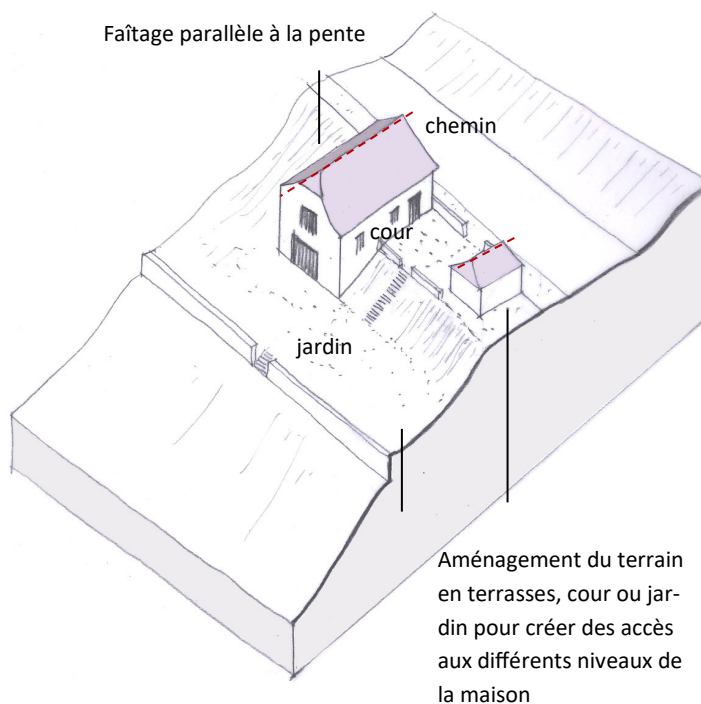 Faîtage parallèle à la pente
chemin
cour
jardin
Aménagement du terrain
en terrasses, cour ou jar-
din pour créer des accès
aux différents niveaux de
la maison